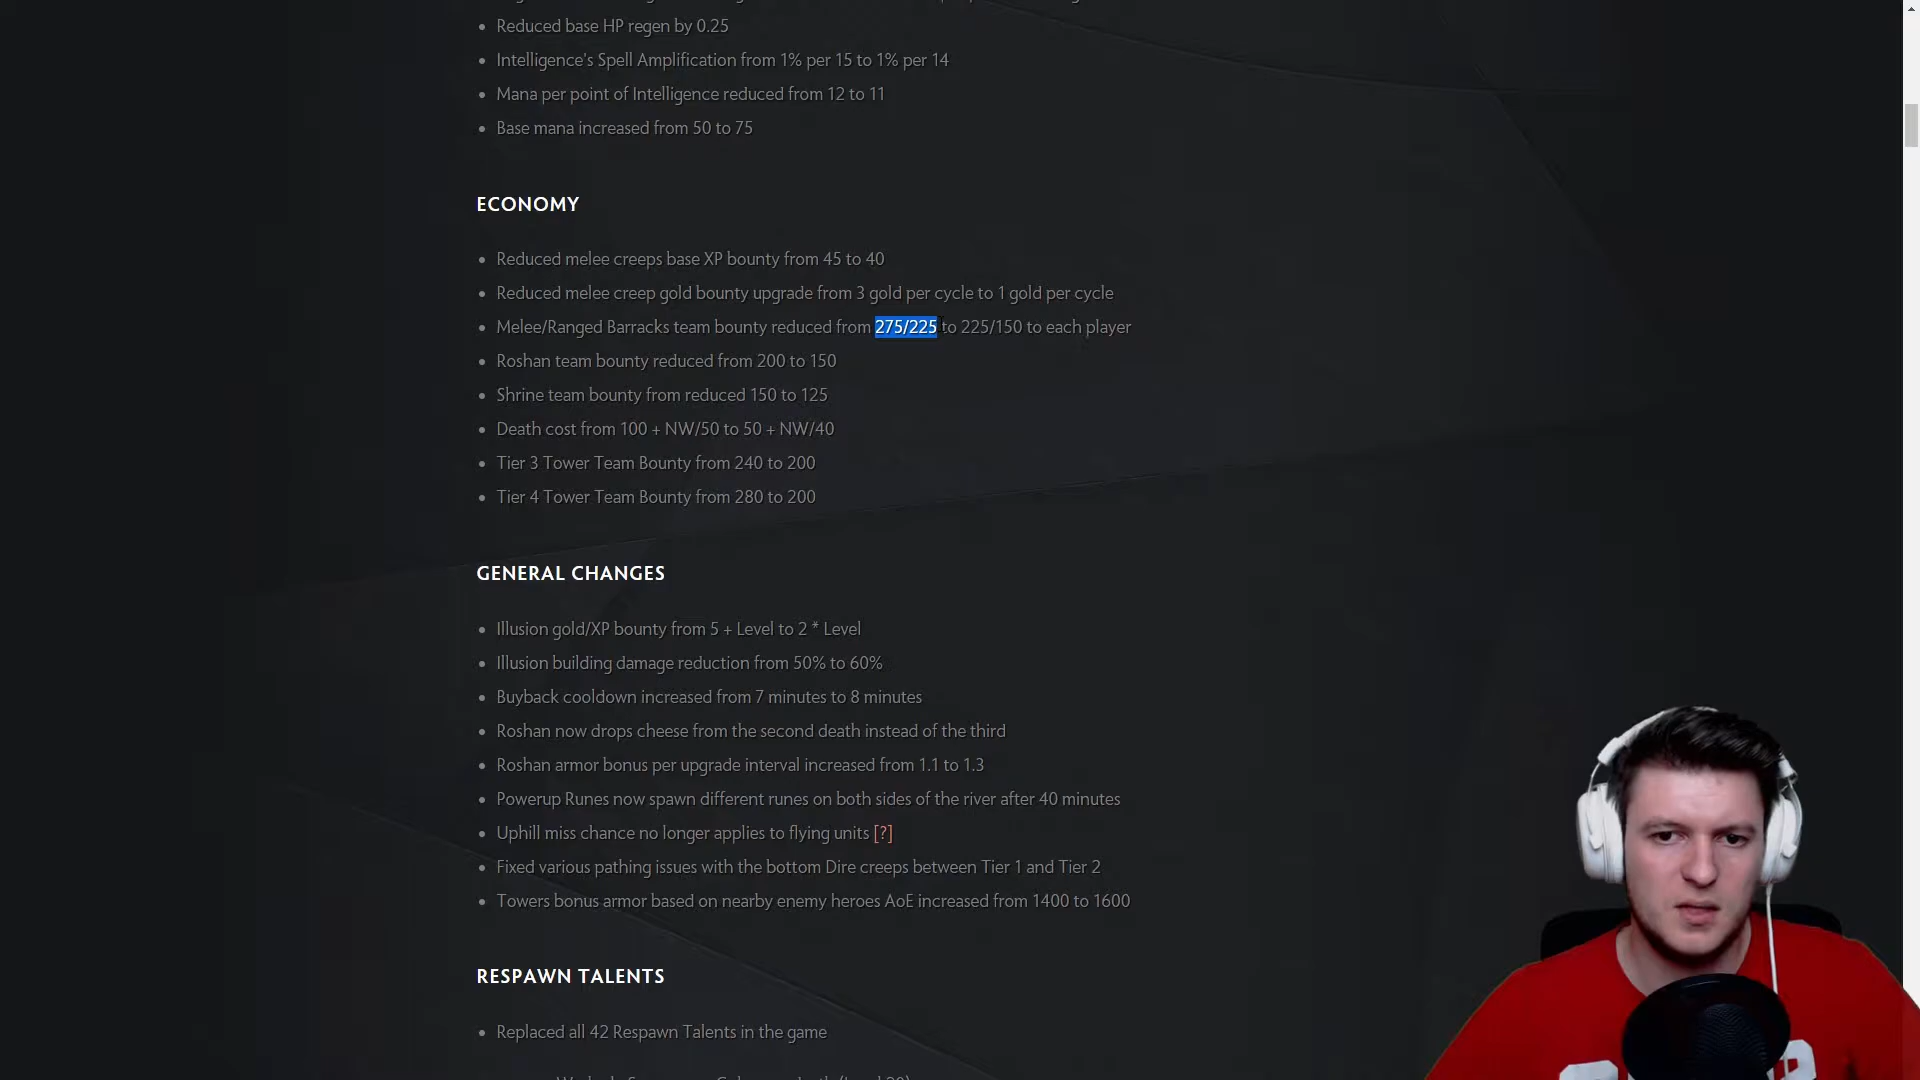 Reduced base HP regen by 0.25
Intelligence's Spell Amplification from 1% per 15 to 1% per 14
Mana per point of Intelligence reduced from 12 to 11
Base mana increased from 50 to 75
ECONOMY
Reduced melee creeps base XP bounty from 45 to 40
Reduced melee creep gold bounty upgrade from 3 gold per cycle to 1 gold per cycle
Melee/Ranged Barracks team bounty reduced from 275/225 to 225/150 to each player
Roshan team bounty reduced from 200 to 150
Shrine team bounty from reduced 150 to 125
Death cost from 100 + NW/50 to 50 + NW/40
Tier 3 Tower Team Bounty from 240 to 200
Tier 4 Tower Team Bounty from 280 to 200
GENERAL CHANGES
Illusion gold/XP bounty from 5 + Level to 2 * Level
Illusion building damage reduction from 50% to 60%
Buyback cooldown increased from 7 minutes to 8 minutes
Roshan now drops cheese from the second death instead of the third
Roshan armor bonus per upgrade interval increased from 1.1 to 1.3
Powerup Runes now spawn different runes on both sides of the river after 40 minutes
Uphill miss chance no longer applies to flying units [?]
Fixed various pathing issues with the bottom Dire creeps between Tier 1 and Tier 2
Towers bonus armor based on nearby enemy heroes AoE increased from 1400 to 1600
RESPAWN TALENTS
Replaced all 42 Respawn Talents in the game